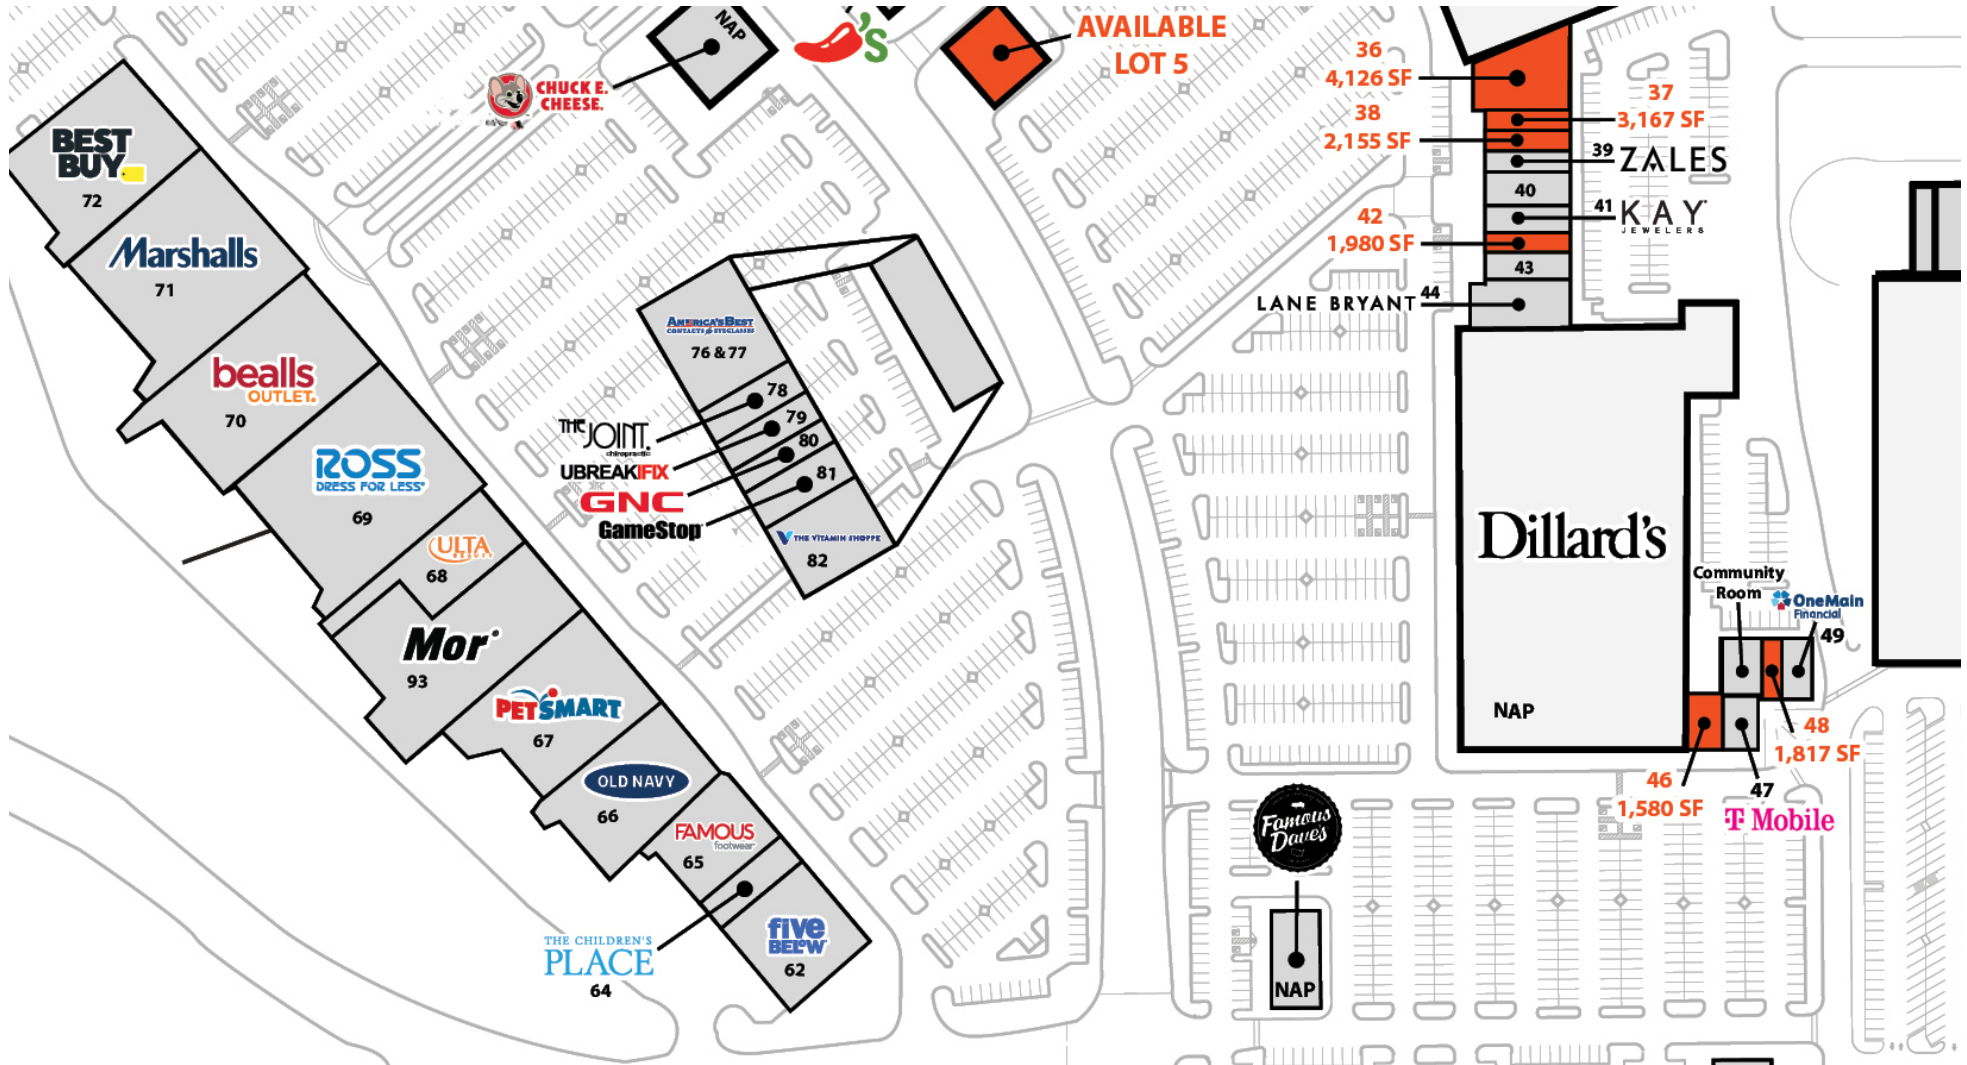 NAP
CHUCK E.
CHEESE.
'S
AVAILABLE
LOT 5
36
4,126 SF
38
2,155 SF
37
3,167 SF
39
ZALES
40
41
KAY
JEWELERS
42
1,980 SF
43
LANE BRYANT
44
BEST
BUY
72
Marshalls
71
bealls
OUTLET.
70
ROSS
DRESS FOR LESS
69
ULTA
BEAUTY
68
Mor
93
PETSMART
67
OLD NAVY
66
FAMOUS
footwear
65
THE CHILDREN'S
PLACE
64
five
BELOW
62
AMERICA'S BEST
CONTACTS & EYEGLASSES
76 & 77
78
THE JOINT
chiropractic
79
UBREAKIFIX
80
GNC
81
GameStop
THE VITAMIN SHOPPE
82
Dillard's
NAP
Community
Room
OneMain
Financial
49
48
1,817 SF
46
1,580 SF
47
T Mobile
Famous
Dave's
NAP